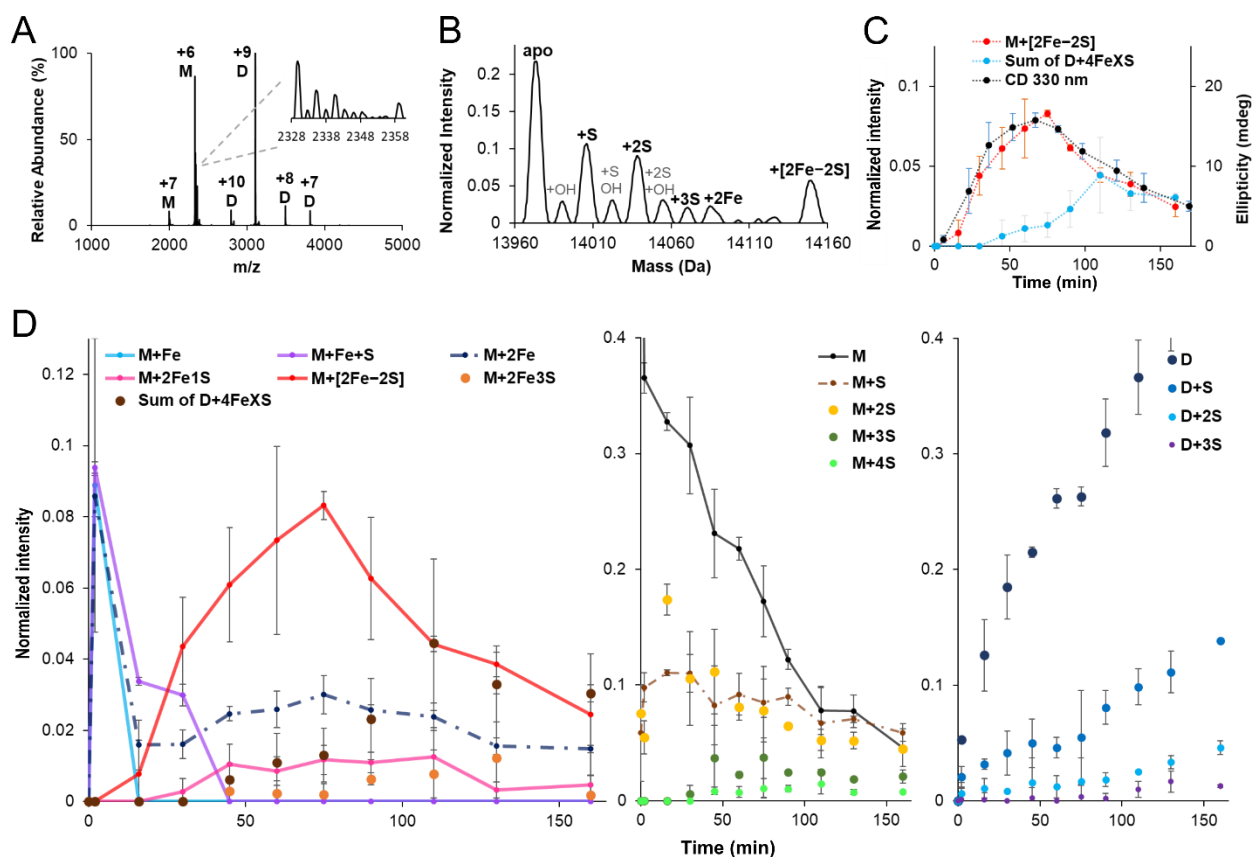 A
B
C
Relative Abundance (%)
100
50
0
+6
M
+9
D
+7
M
+10
D
+8
D
+7
D
2328 2338 2348 2358
1000 2000 3000 4000 5000
m/z
Normalized Intensity
0.2
0.15
0.1
0.05
0
apo
+OH
+S
+S
OH
+2S
+2S
+OH
+3S
+2Fe
+[2Fe−2S]
13960 14010 14060 14110 14160
Mass (Da)
M+[2Fe−2S]
Sum of D+4FeXS
CD 330 nm
Normalized intensity
0.1
0.05
0
20
10
0
Ellipticity (mdeg)
0 50 100 150
Time (min)
D
M+Fe
M+Fe+S
M+2Fe
M+2Fe1S
M+[2Fe−2S]
M+2Fe3S
Sum of D+4FeXS
Normalized intensity
0.12
0.1
0.08
0.06
0.04
0.02
0
0 50 100 150
0.4
0.3
0.2
0.1
0
M
M+S
M+2S
M+3S
M+4S
0 50 100 150
0.4
0.3
0.2
0.1
0
D
D+S
D+2S
D+3S
0 50 100 150
Time (min)